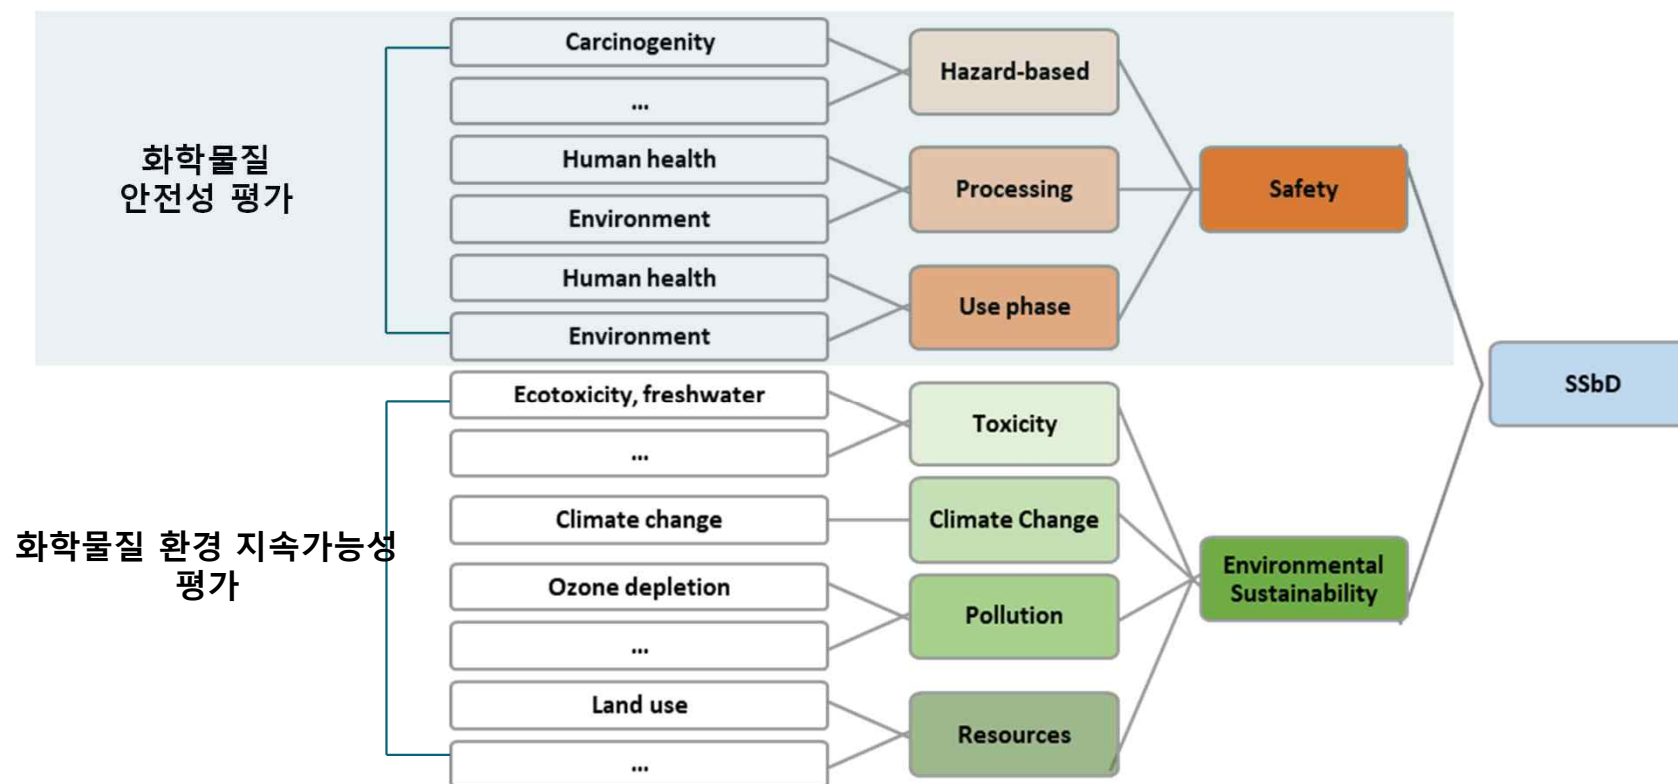 화학물질
안전성 평가
Carcinogenity
...
Human health
Environment
Human health
Environment
Hazard-based
Processing
Use phase
Safety
화학물질 환경 지속가능성
평가
Ecotoxicity, freshwater
...
Climate change
Ozone depletion
...
Land use
...
Toxicity
Climate Change
Pollution
Resources
Environmental
Sustainability
SSbD